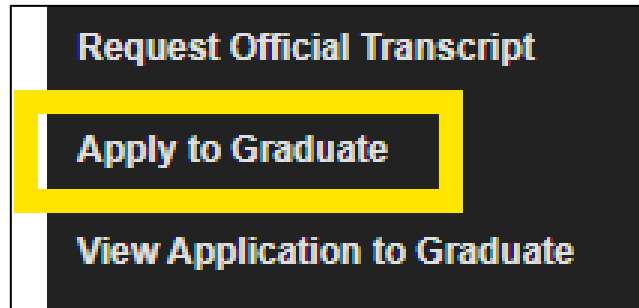 Request Official Transcript
Apply to Graduate
View Application to Graduate